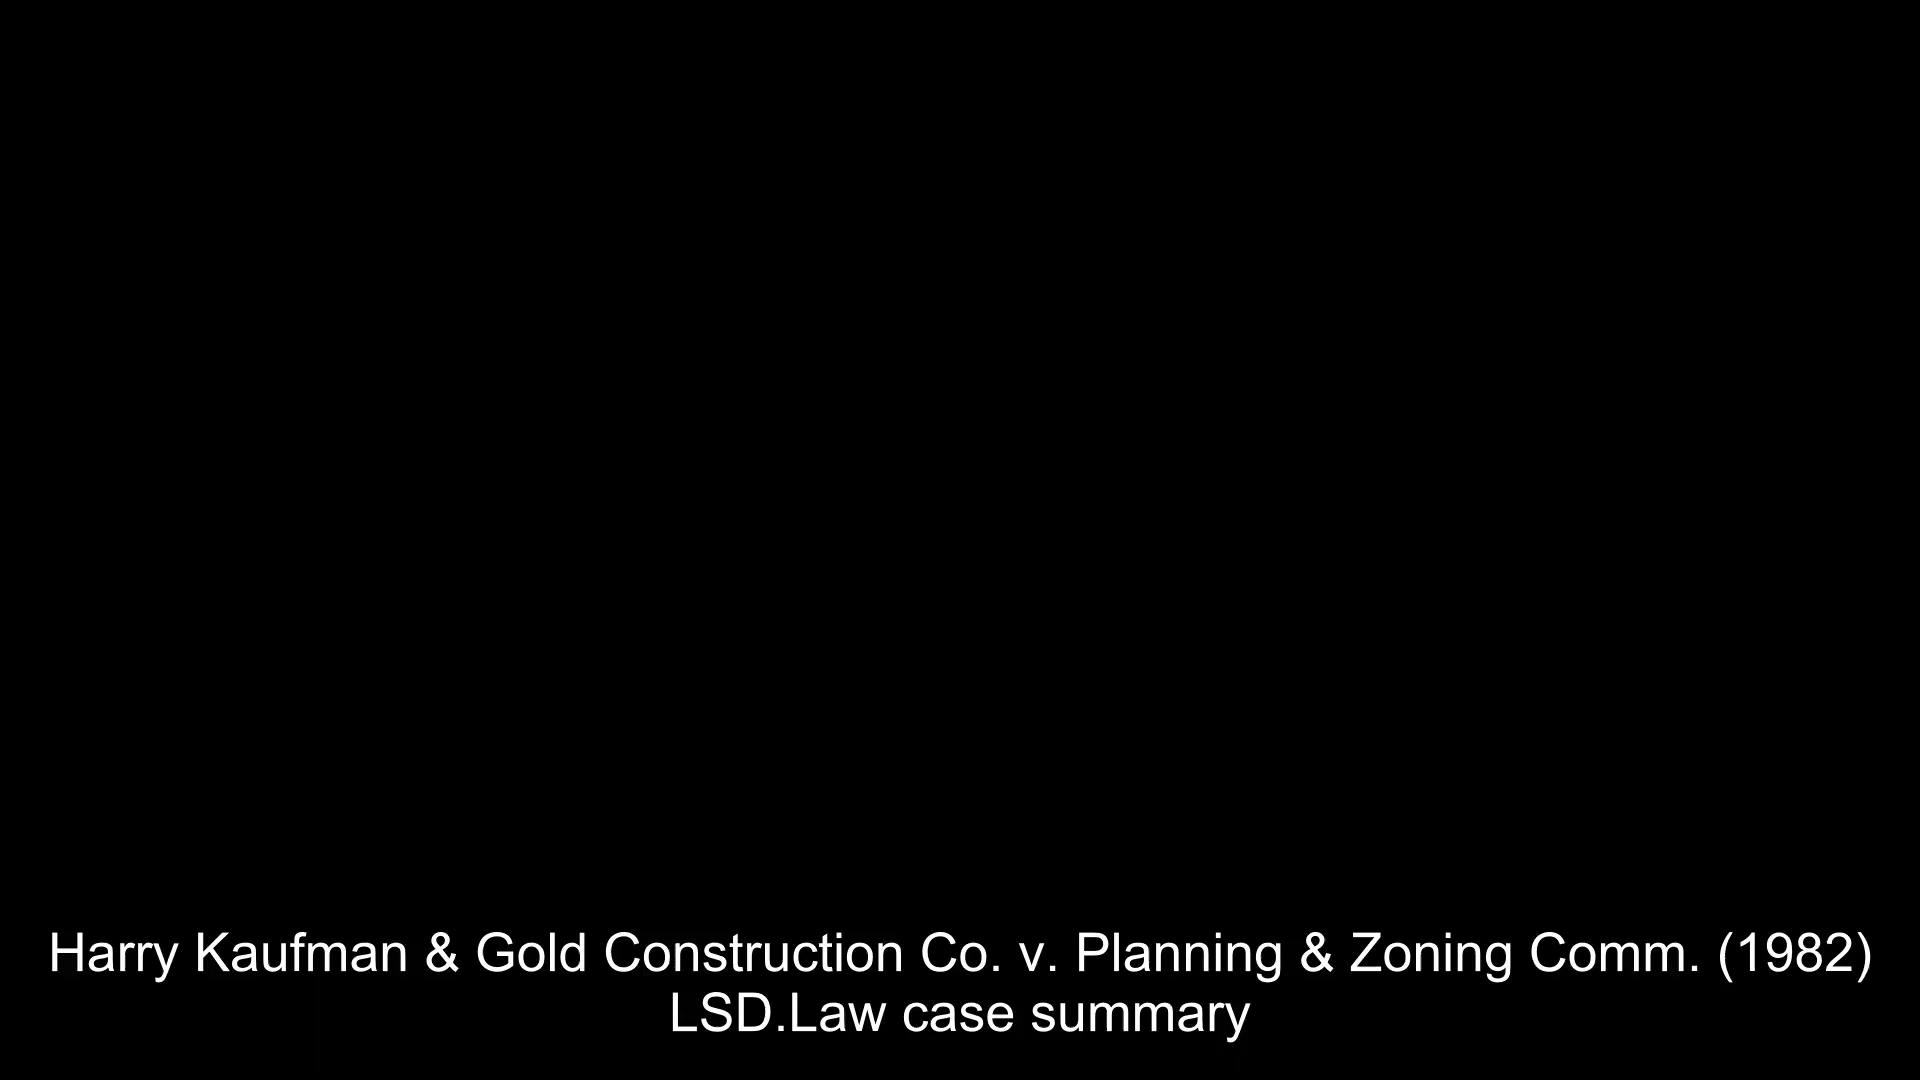 Harry Kaufman & Gold Construction Co. v. Planning & Zoning Comm. (1982)
LSD.Law case summary